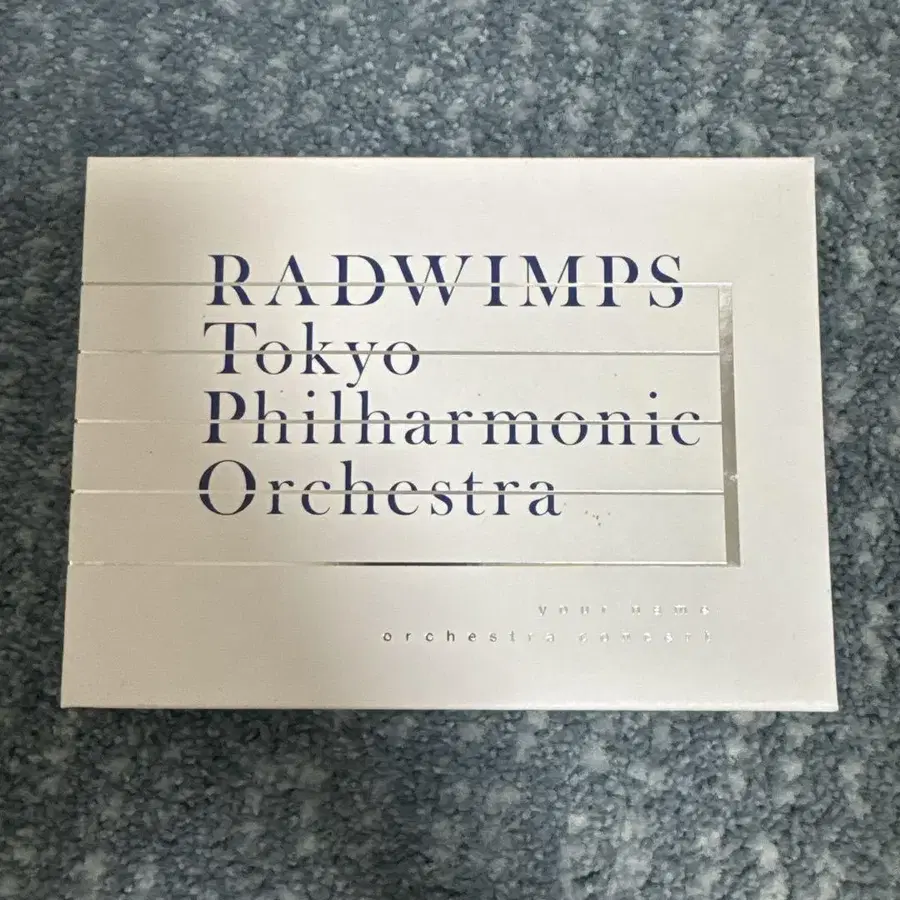 RADWIMPS
Tokyo
Philharmonic
Orchestra
your name
orchestra concert